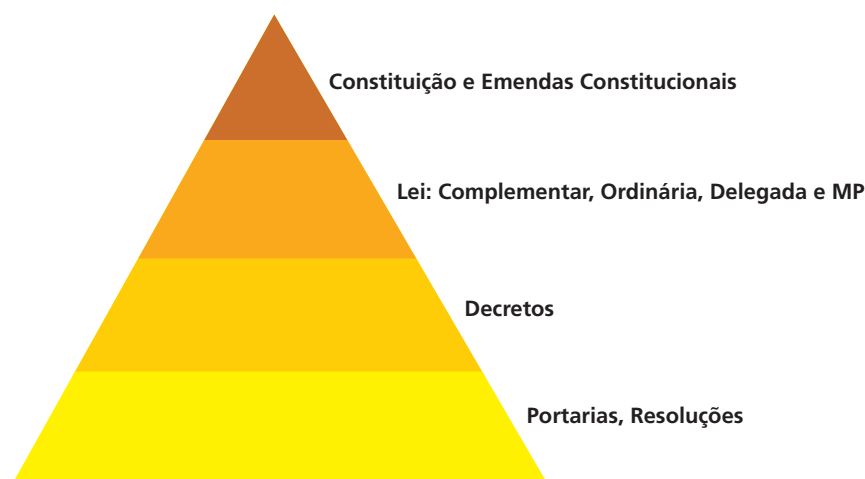 Constituição e Emendas Constitucionais
Lei: Complementar, Ordinária, Delegada e MP
Decretos
Portarias, Resoluções